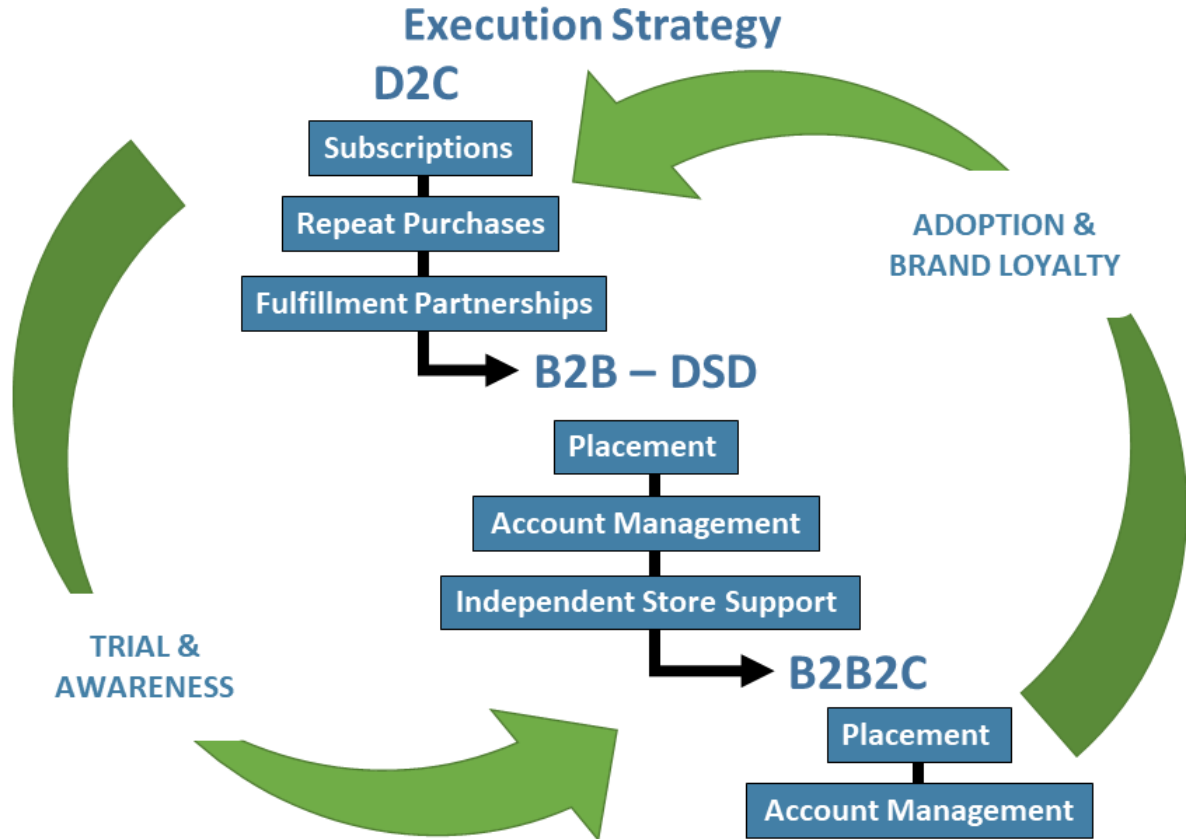 Execution Strategy
D2C
Subscriptions
Repeat Purchases
Fulfillment Partnerships
ADOPTION &
BRAND LOYALTY
B2B – DSD
Placement
Account Management
Independent Store Support
TRIAL &
AWARENESS
B2B2C
Placement
Account Management